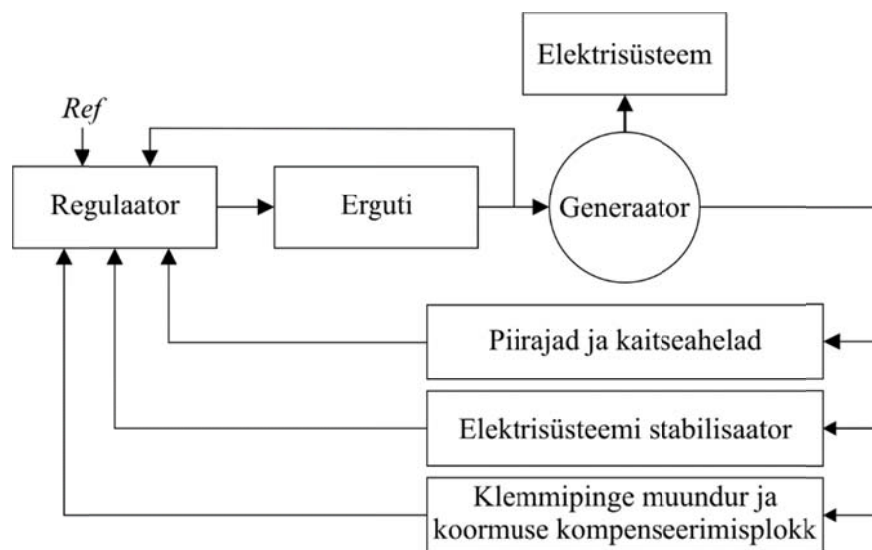 Elektrisüsteem
Ref
Regulaator
Erguti
Generaator
Piirajad ja kaitseahelad
Elektrisüsteemi stabilisaator
Klemmipinge muundur ja
koormuse kompenseerimisplokk